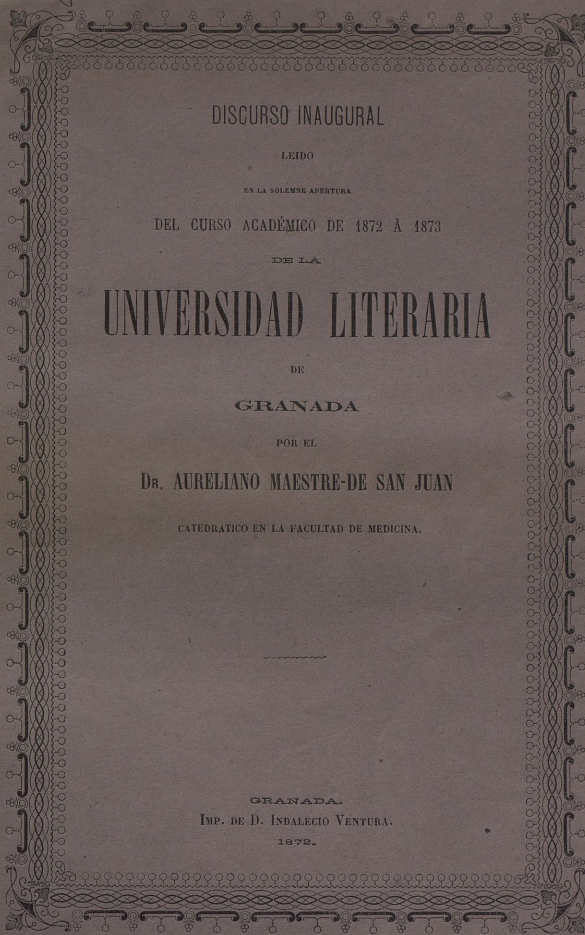 DISCURSO INAUGURAL
LEIDO
EN LA SOLEMNE APERTURA
DEL CURSO ACADÉMICO DE 1872 À 1873
DE LA
UNIVERSIDAD LITERARIA
DE
GRANADA
POR EL
DR. AURELIANO MAESTRE-DE SAN JUAN
CATEDRATICO EN LA FACULTAD DE MEDICINA.
GRANADA.
IMP. DE D. INDALECIO VENTURA.
1872.